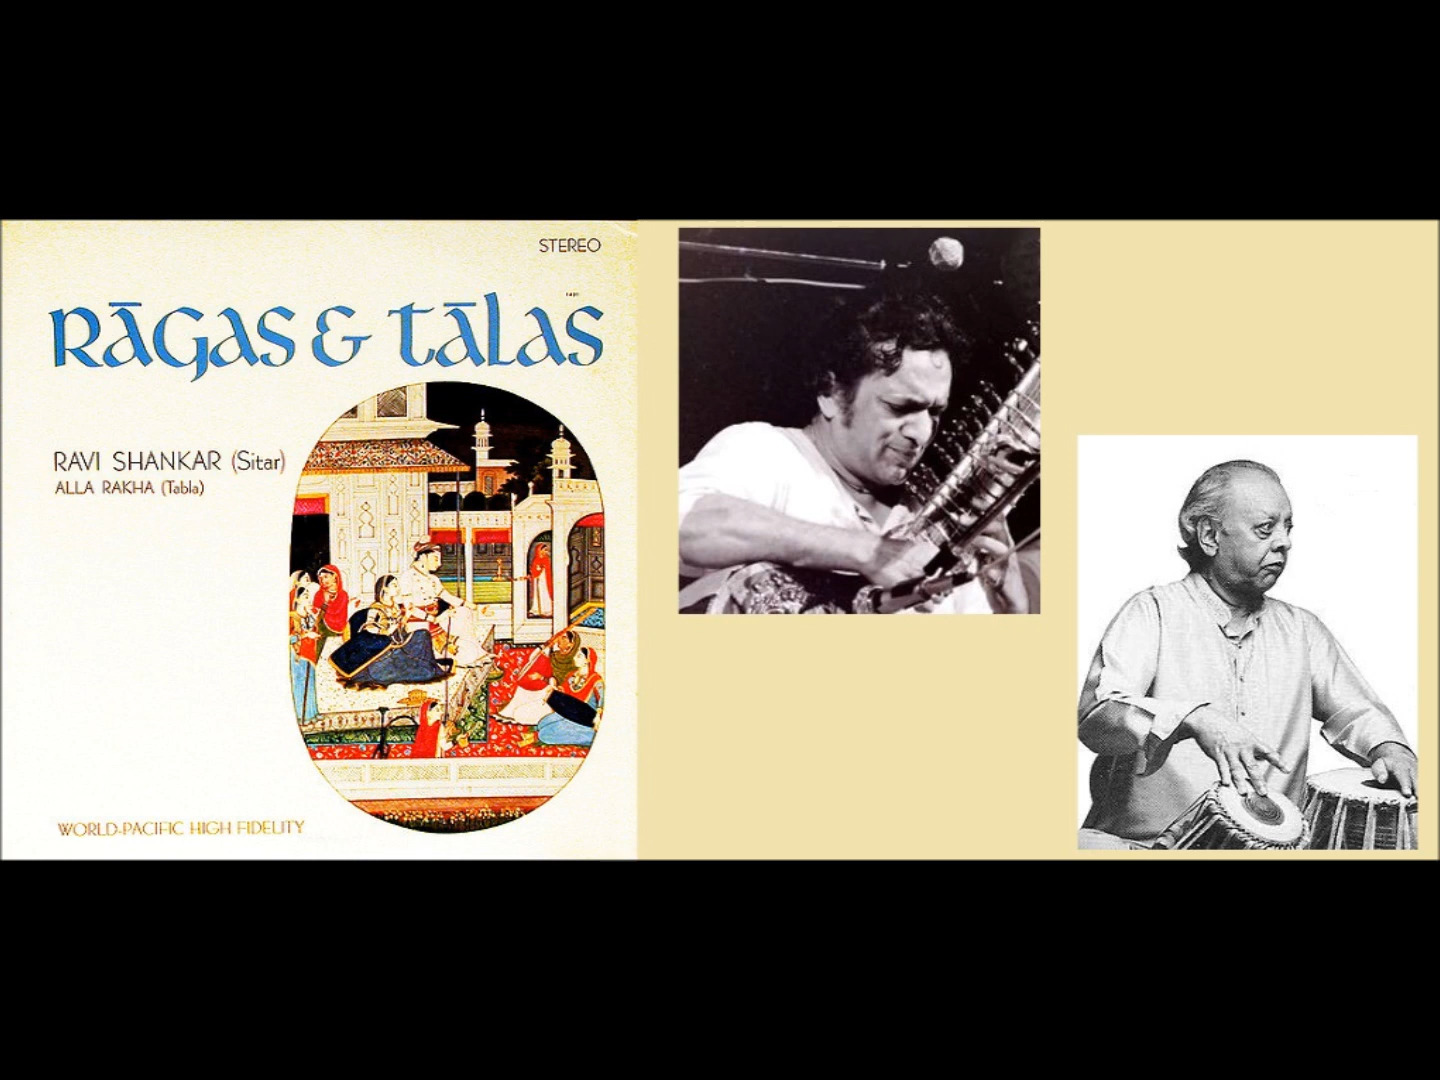 STEREO
RĀGAS & TĀLAS
RAVI SHANKAR (Sitar)
ALLA RAKHA (Tabla)
WORLD-PACIFIC HIGH FIDELITY